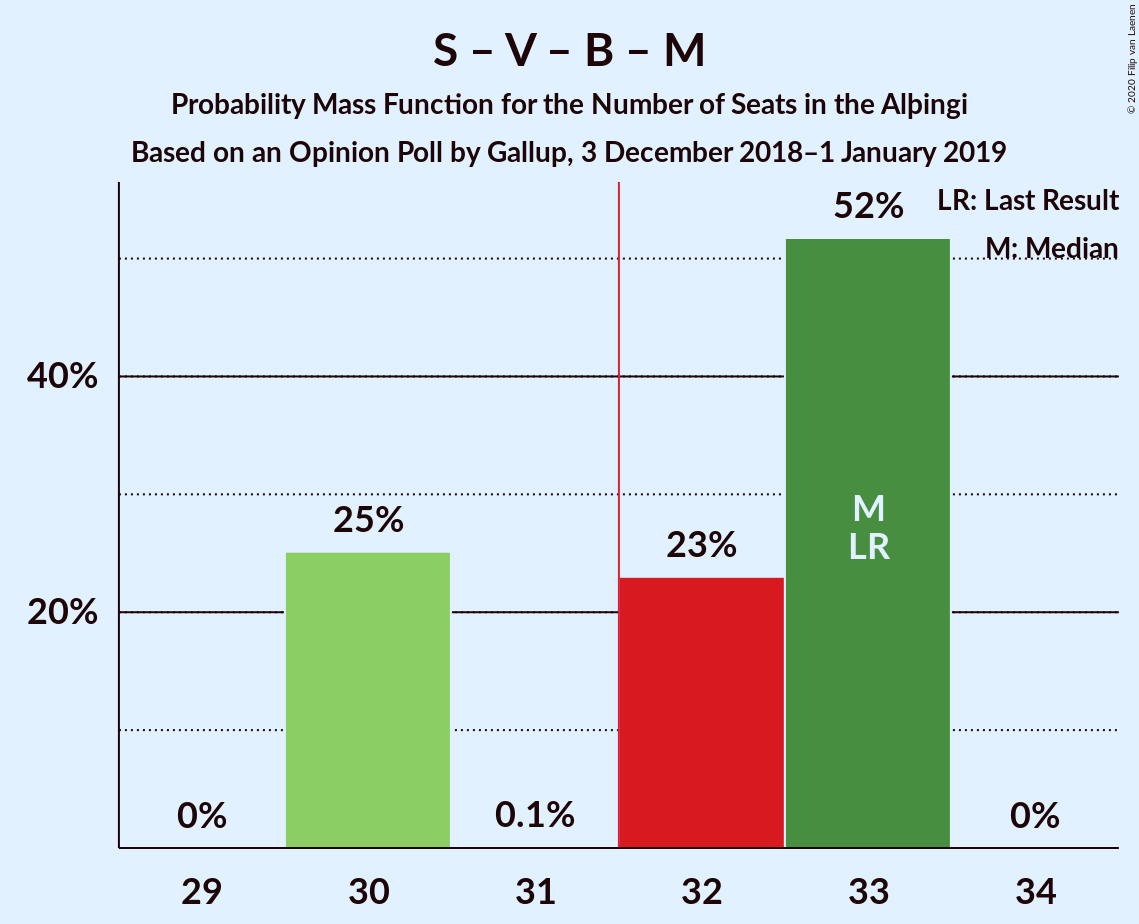 S – V – B – M
Probability Mass Function for the Number of Seats in the Alþingi
Based on an Opinion Poll by Gallup, 3 December 2018–1 January 2019
© 2020 Filip van Laenen
LR: Last Result
M: Median
52%
40%
25%
23%
M
LR
20%
0%
0.1%
0%
29
30
31
32
33
34